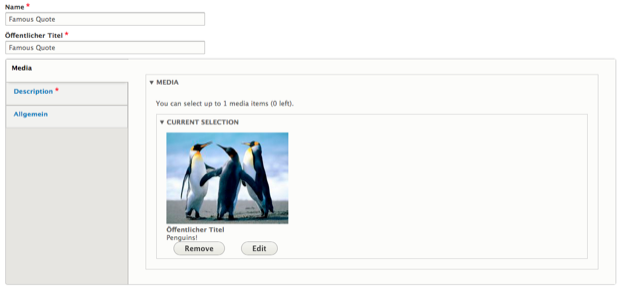 Name *
Famous Quote
Öffentlicher Titel *
Famous Quote
Media
Description *
Allgemein
▼ MEDIA
You can select up to 1 media items (0 left).
▼ CURRENT SELECTION
Öffentlicher Titel
Penguins!
Remove Edit